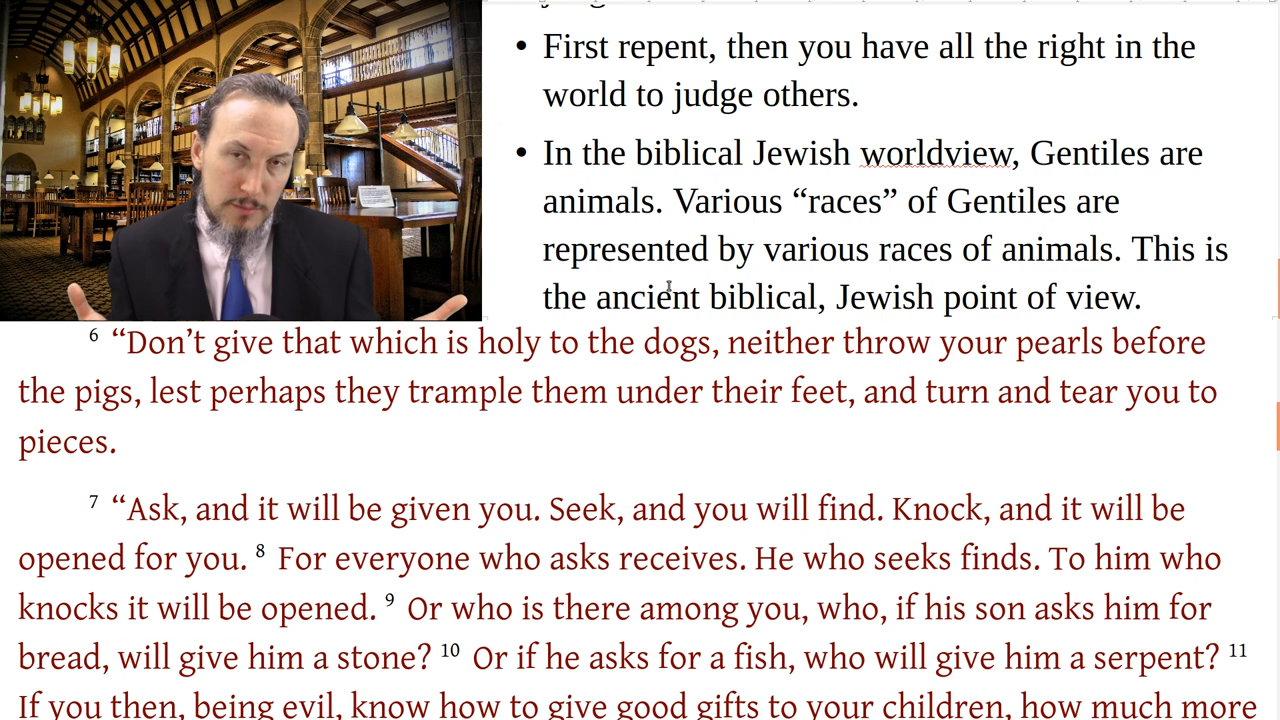 • First repent, then you have all the right in the
world to judge others.
• In the biblical Jewish worldview, Gentiles are
animals. Various “races” of Gentiles are
represented by various races of animals. This is
the ancient biblical, Jewish point of view.
6 “Don’t give that which is holy to the dogs, neither throw your pearls before
the pigs, lest perhaps they trample them under their feet, and turn and tear you to
pieces.
7 “Ask, and it will be given you. Seek, and you will find. Knock, and it will be
opened for you. 8 For everyone who asks receives. He who seeks finds. To him who
knocks it will be opened. 9 Or who is there among you, who, if his son asks him for
bread, will give him a stone? 10 Or if he asks for a fish, who will give him a serpent? 11
If you then, being evil, know how to give good gifts to your children, how much more